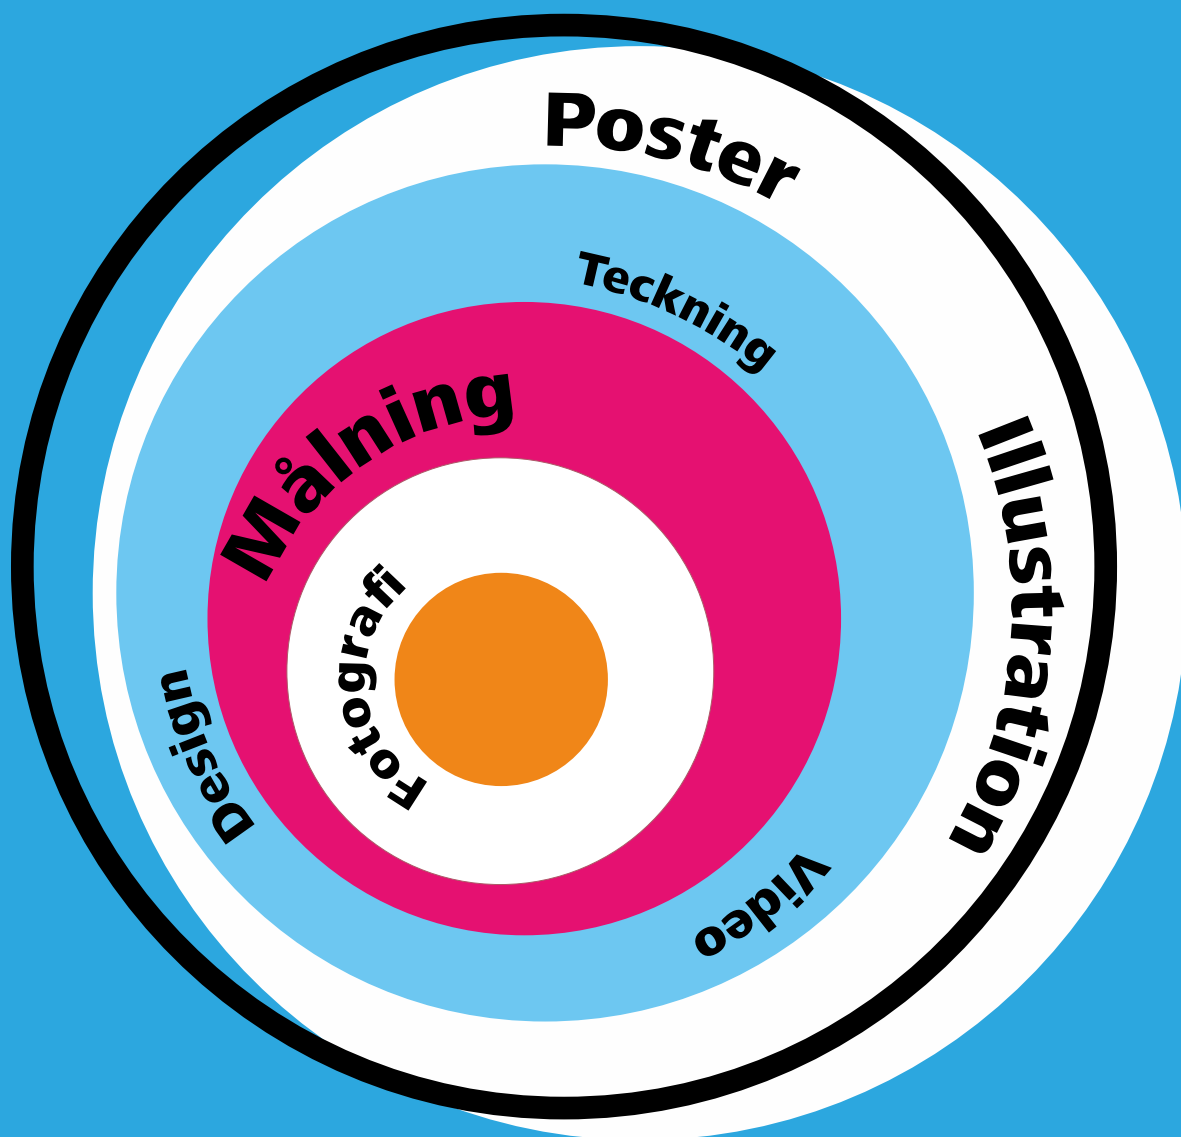 Poster
Teckning
Målning
Illustration
Fotografi
Design
Video